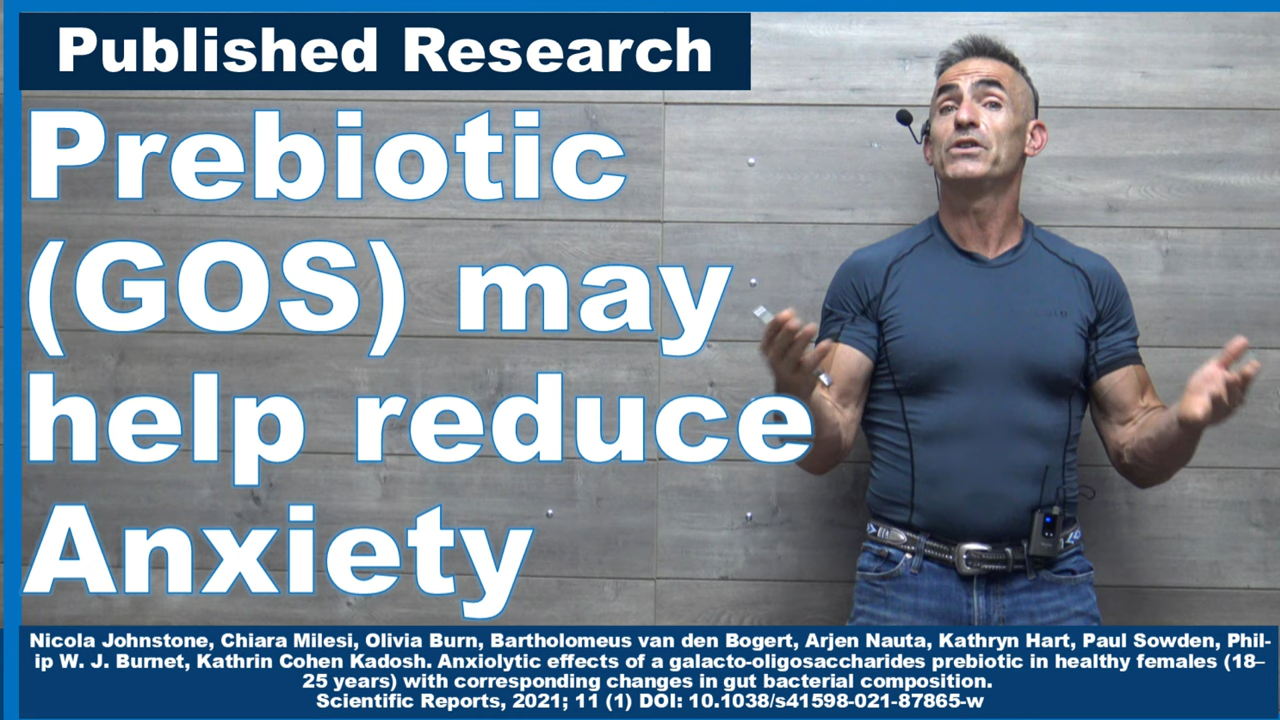 Published Research
Prebiotic
(GOS) may
help reduce
Anxiety
Nicola Johnstone, Chiara Milesi, Olivia Burn, Bartholomeus van den Bogert, Arjen Nauta, Kathryn Hart, Paul Sowden, Phil-
ip W. J. Burnet, Kathrin Cohen Kadosh. Anxiolytic effects of a galacto-oligosaccharides prebiotic in healthy females (18–
25 years) with corresponding changes in gut bacterial composition.
Scientific Reports, 2021; 11 (1) DOI: 10.1038/s41598-021-87865-w